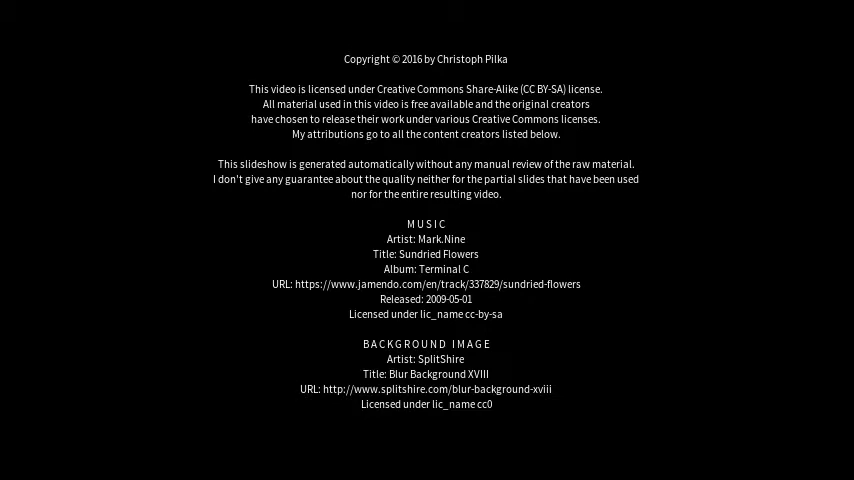 Copyright © 2016 by Christoph Pilka
This video is licensed under Creative Commons Share-Alike (CC BY-SA) license.
All material used in this video is free available and the original creators
have chosen to release their work under various Creative Commons licenses.
My attributions go to all the content creators listed below.
This slideshow is generated automatically without any manual review of the raw material.
I don't give any guarantee about the quality neither for the partial slides that have been used
nor for the entire resulting video.
MUSIC
Artist: Mark.Nine
Title: Sundried Flowers
Album: Terminal C
URL: https://www.jamendo.com/en/track/337829/sundried-flowers
Released: 2009-05-01
Licensed under lic_name cc-by-sa
BACKGROUND IMAGE
Artist: SplitShire
Title: Blur Background XVIII
URL: http://www.splitshire.com/blur-background-xviii
Licensed under lic_name cc0